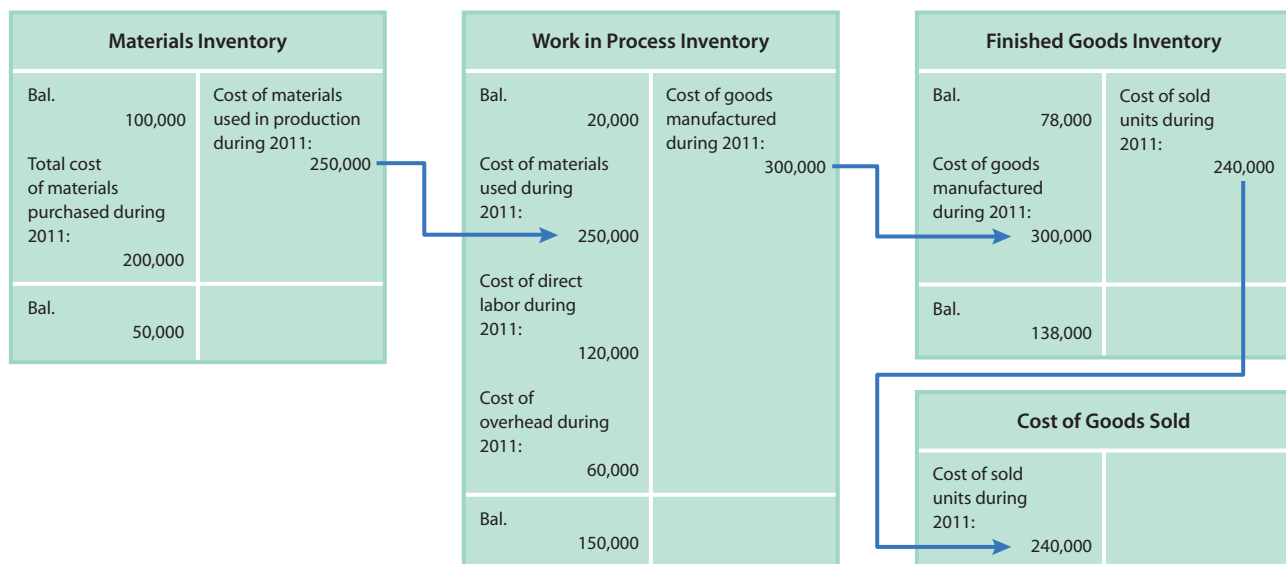 Materials Inventory
Bal.
100,000
Total cost
of materials
purchased during
2011:
200,000
Cost of materials
used in production
during 2011:
250,000
Bal.
50,000
Work in Process Inventory
Bal.
20,000
Cost of materials
used during
2011:
250,000
Cost of direct
labor during
2011:
120,000
Cost of
overhead during
2011:
60,000
Cost of goods
manufactured
during 2011:
300,000
Bal.
150,000
Finished Goods Inventory
Bal.
78,000
Cost of goods
manufactured
during 2011:
300,000
Cost of sold
units during
2011:
240,000
Bal.
138,000
Cost of Goods Sold
Cost of sold
units during
2011:
240,000